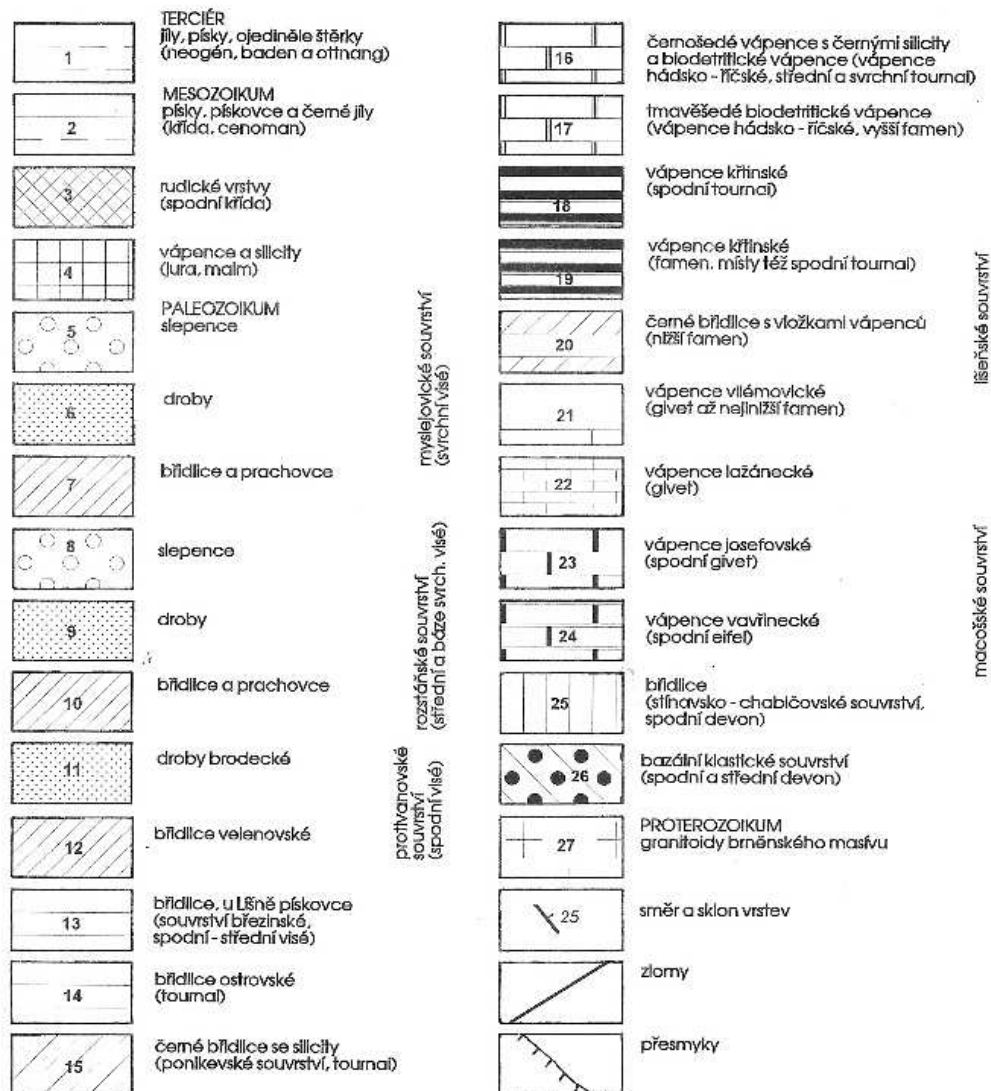 TERCIÉR
1
jíly, písky, ojediněle štěrky
(neogén, baden a ottnang)
MESOZOIKUM
2
písky, pískovce a černé jíly
(křída, cenoman)
3
rudické vrstvy
(spodní křída)
4
vápence a silicity
(jura, malm)
PALEOZOIKUM
5
slepence
6
droby
7
břidlice a prachovce
myslejovické souvrství
(svrchní visé)
8
slepence
9
droby
10
břidlice a prachovce
rozstáňské souvrství
(střední a báze svrch. visé)
11
droby brodecké
12
břidlice velenovské
protivanovské
souvrství
(spodní visé)
13
břidlice, u Líšně pískovce
(souvrství březinské,
spodní - střední visé)
14
břidlice ostrovské
(tournai)
15
černé břidlice se silicity
(ponikevské souvrství, tournai)
16
černošedé vápence s černými silicity
a biodetritické vápence (vápence
hádsko - říčské, střední a svrchní tournai)
17
tmavěšedé biodetritické vápence
(vápence hádsko - říčské, vyšší famen)
18
vápence křtinské
(spodní tournai)
19
vápence křtinské
(famen, místy též spodní tournai)
20
černé břidlice s vložkami vápenců
(nižší famen)
líšeňské souvrství
21
vápence vilémovické
(givet až nejnižší famen)
22
vápence lažánecké
(givet)
23
vápence josefovské
(spodní givet)
24
vápence vavřinecké
(spodní eifel)
macošské souvrství
25
břidlice
(stínavsko - chabičovské souvrství,
spodní devon)
26
bazální klastické souvrství
(spodní a střední devon)
PROTEROZOIKUM
27
granitoidy brněnského masívu
25
směr a sklon vrstev
zlomy
přesmyky